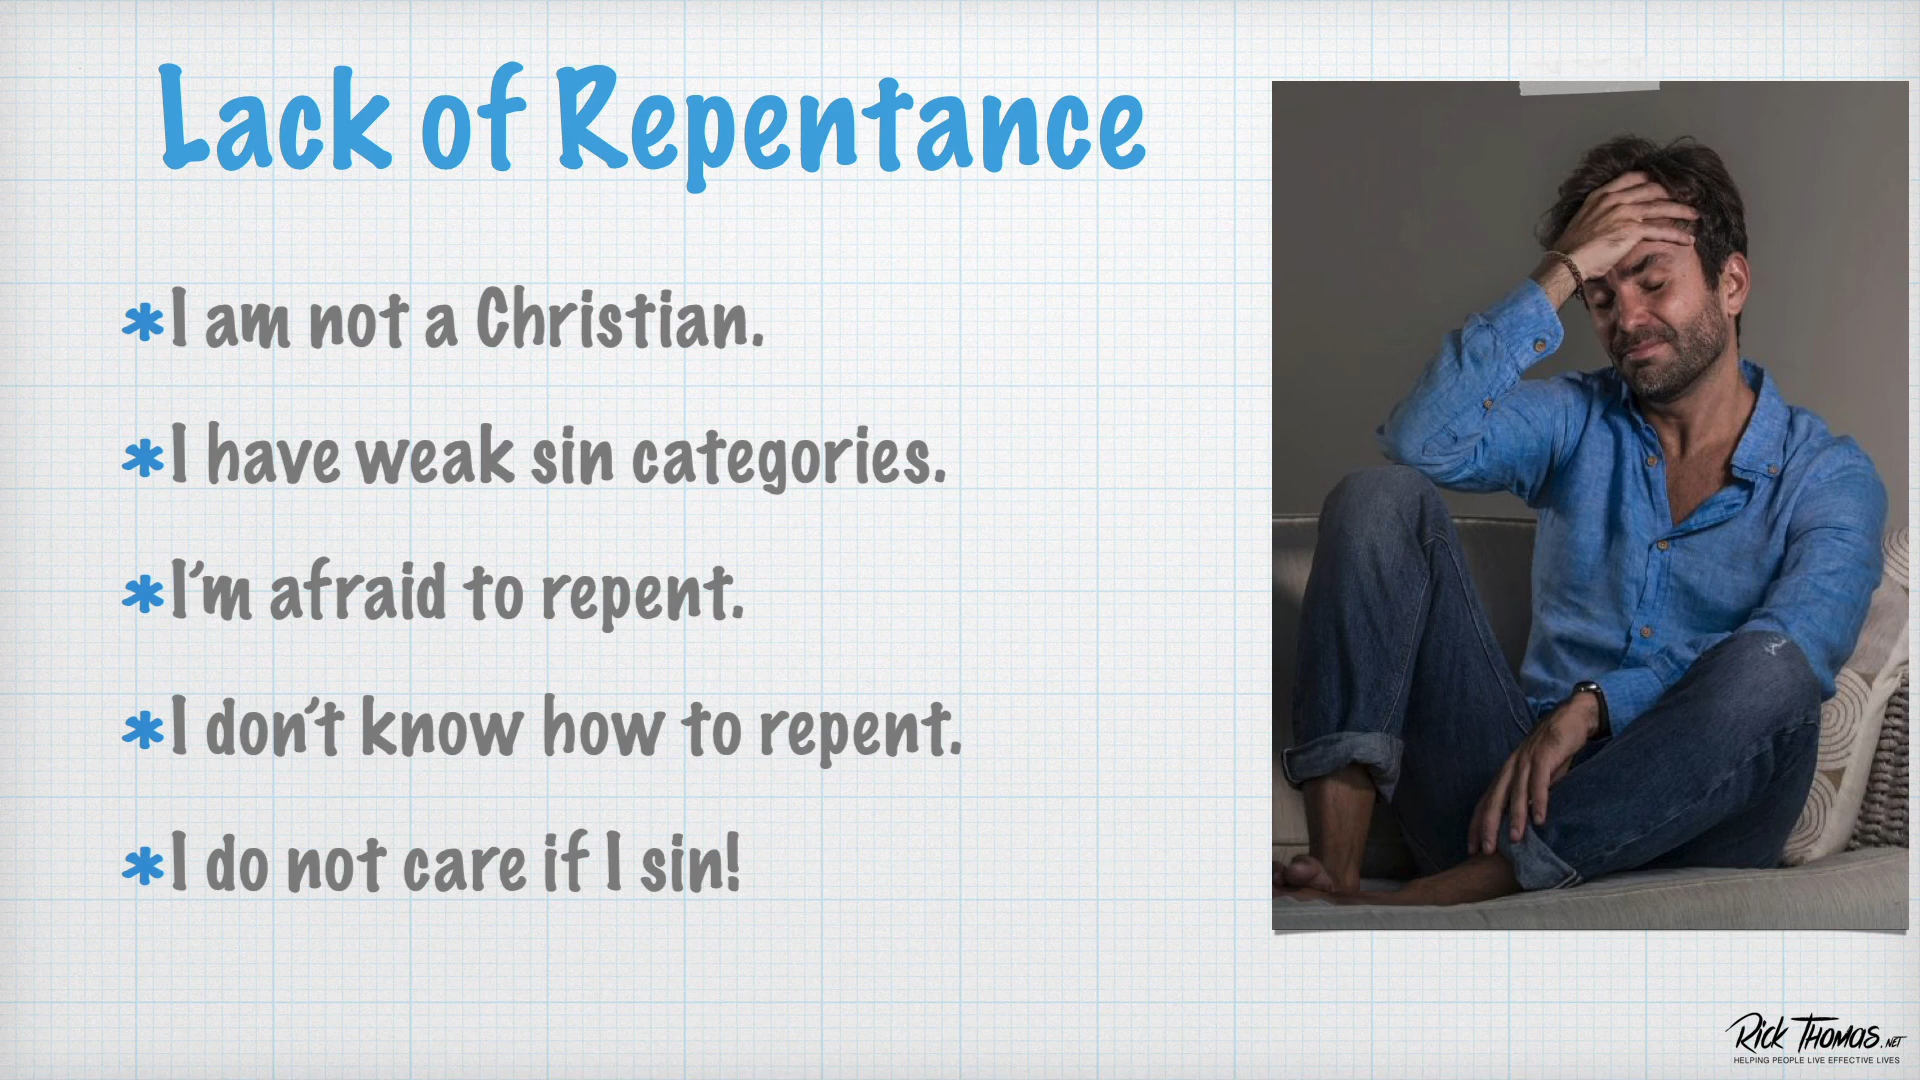 Lack of Repentance
*I am not a Christian.
*I have weak sin categories.
*I’m afraid to repent.
*I don’t know how to repent.
*I do not care if I sin!
Rick Thomas.NET
HELPING PEOPLE LIVE EFFECTIVE LIVES